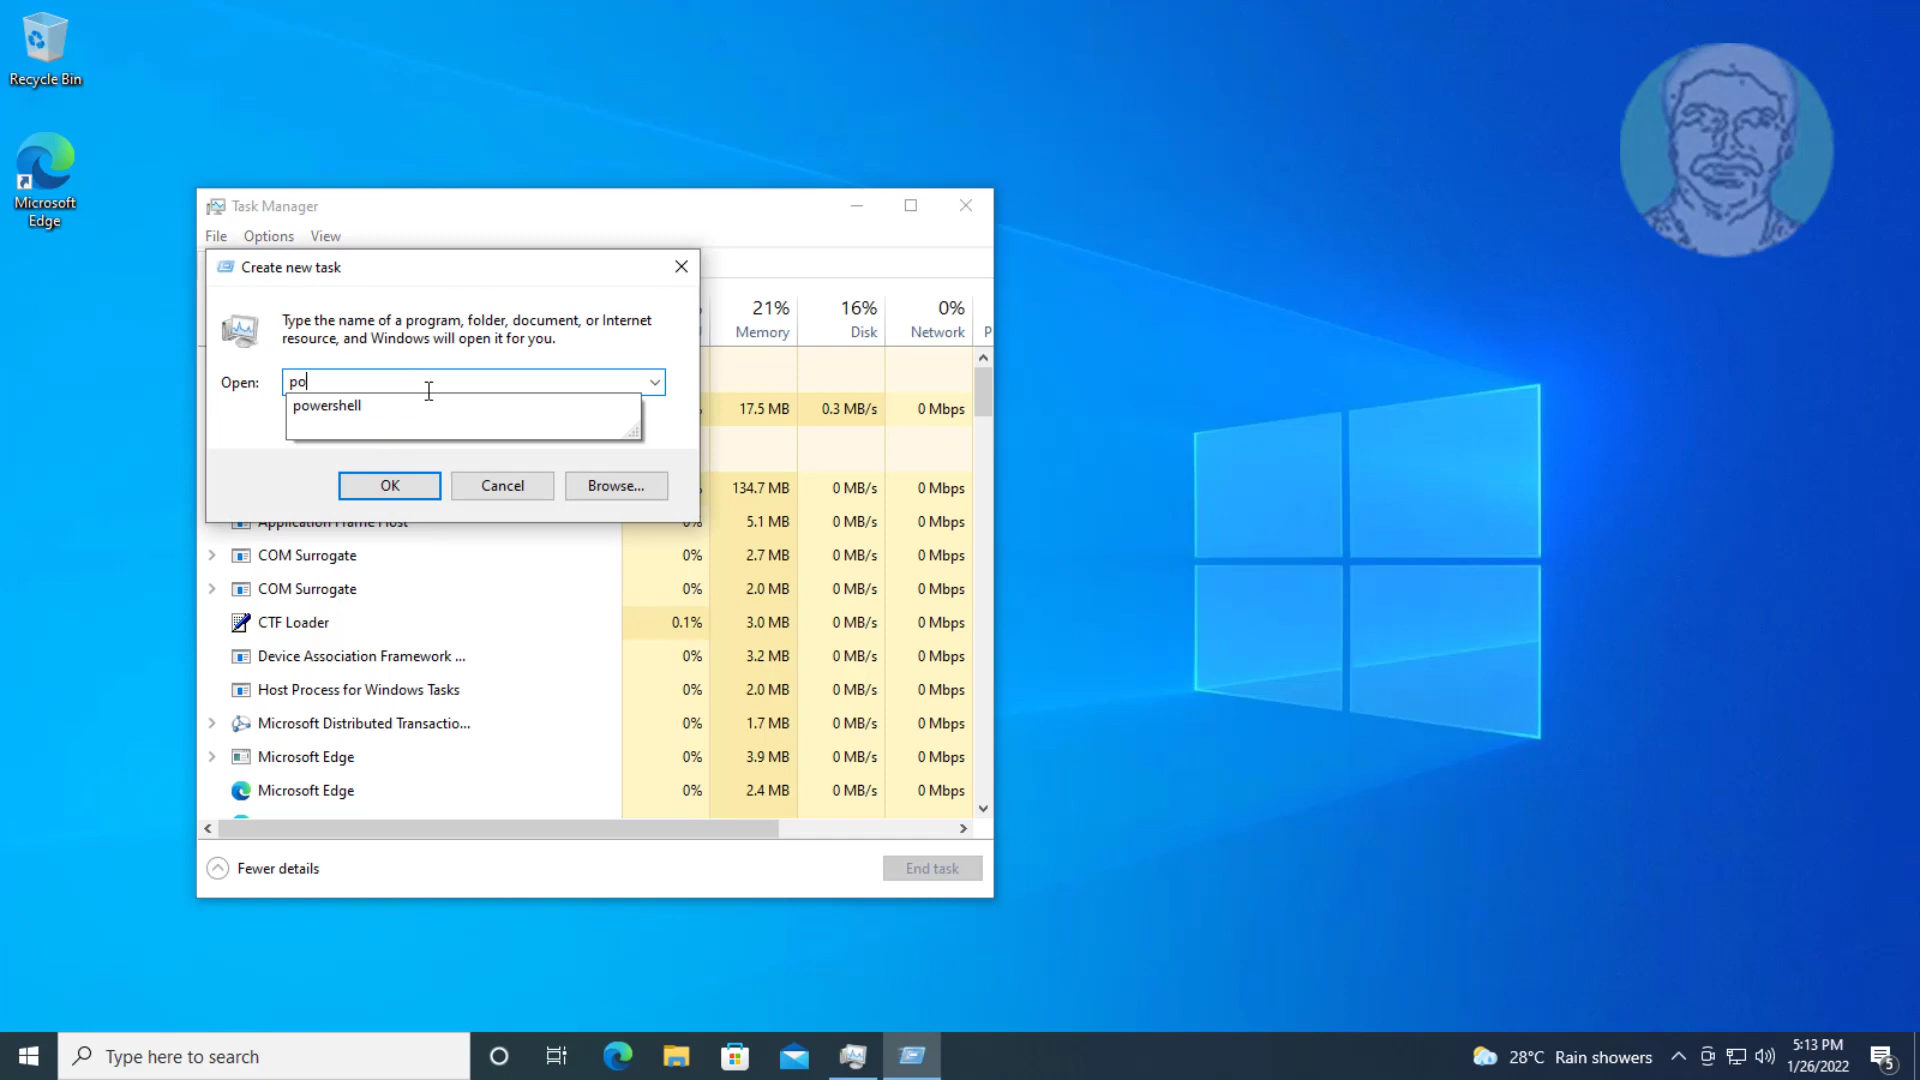 Recycle Bin
Microsoft
Edge
Task Manager
File Options View
Create new task
Type the name of a program, folder, document, or Internet
resource, and Windows will open it for you.
Open: po
powershell
OK Cancel Browse...
21% 16% 0%
Memory Disk Network P
17.5 MB 0.3 MB/s 0 Mbps
134.7 MB 0 MB/s 0 Mbps
Application Frame Host 0% 5.1 MB 0 MB/s 0 Mbps
COM Surrogate 0% 2.7 MB 0 MB/s 0 Mbps
COM Surrogate 0% 2.0 MB 0 MB/s 0 Mbps
CTF Loader 0.1% 3.0 MB 0 MB/s 0 Mbps
Device Association Framework ... 0% 3.2 MB 0 MB/s 0 Mbps
Host Process for Windows Tasks 0% 2.0 MB 0 MB/s 0 Mbps
Microsoft Distributed Transactio... 0% 1.7 MB 0 MB/s 0 Mbps
Microsoft Edge 0% 3.9 MB 0 MB/s 0 Mbps
Microsoft Edge 0% 2.4 MB 0 MB/s 0 Mbps
Fewer details End task
Type here to search
28°C Rain showers
5:13 PM
1/26/2022
5